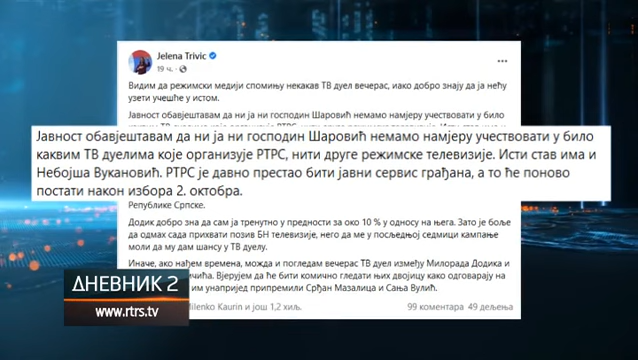 Jelena Trivic
19 ч.
Видим да режимски медији спомињу некакав ТВ дуел вечерас, иако добро знају да ја нећу
узети учешће у истом.
Јавност обавјештавам да ни ја ни господин Шаровић немамо намјеру учествовати у било
Јавност обавјештавам да ни ја ни господин Шаровић немамо намјеру учествовати у било
каквим ТВ дуелима које организује РТРС, нити друге режимске телевизије. Исти став има и
Небојша Вукановић. РТРС је давно престао бити јавни сервис грађана, а то ће поново
постати након избора 2. октобра.
Републике Српске.
Додик добро зна да сам ја тренутно у предности за око 10 % у односу на њега. Зато је боље
да одмах сада прихвати позив БН телевизије, него да ме у посљедњој седмици кампање
моли да му дам шансу у ТВ дуелу.
Иначе, ако нађем времена, можда и погледам вечерас ТВ дуел између Милорада Додика и
Вјерујем да ће бити комично гледати њих двојицу како одговарају на
им унапријед припремили Срђан Мазалица и Сања Вулић.
Milenko Kaurin и још 1,2 хиљ.
99 коментара 49 дељења
ДНЕВНИК 2
www.rtrs.tv